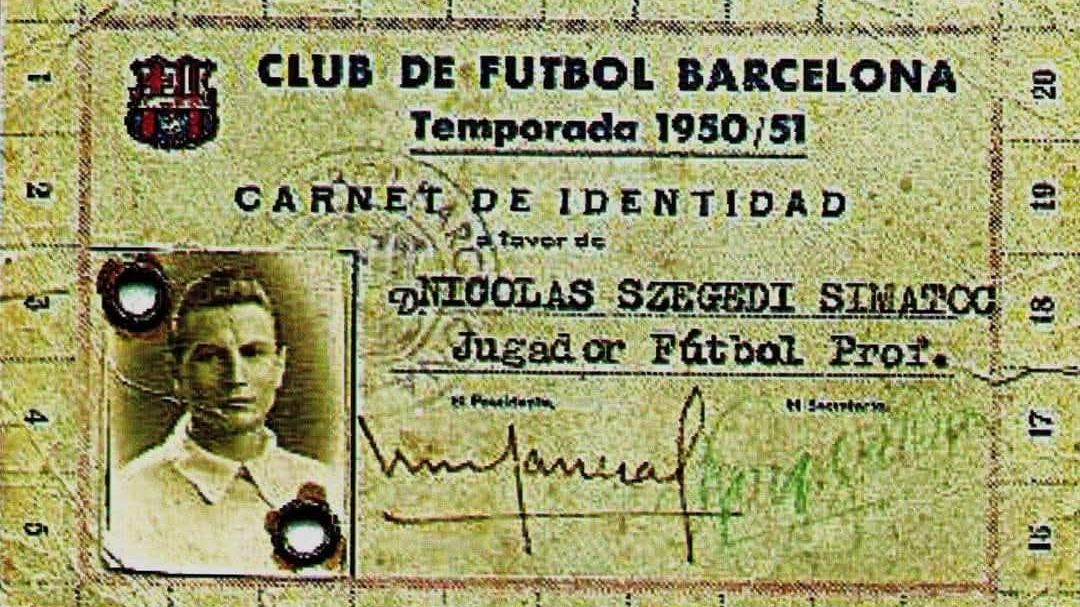 CLUB DE FUTBOL BARCELONA
Temporada 1950/51
CARNET DE IDENTIDAD
a favor de
D NICOLAS SZEGEDI SIMATOC
Jugador Fútbol Prof.
El Presidente, El Secretario,
1
2
3
4
5
20
19
18
17
16